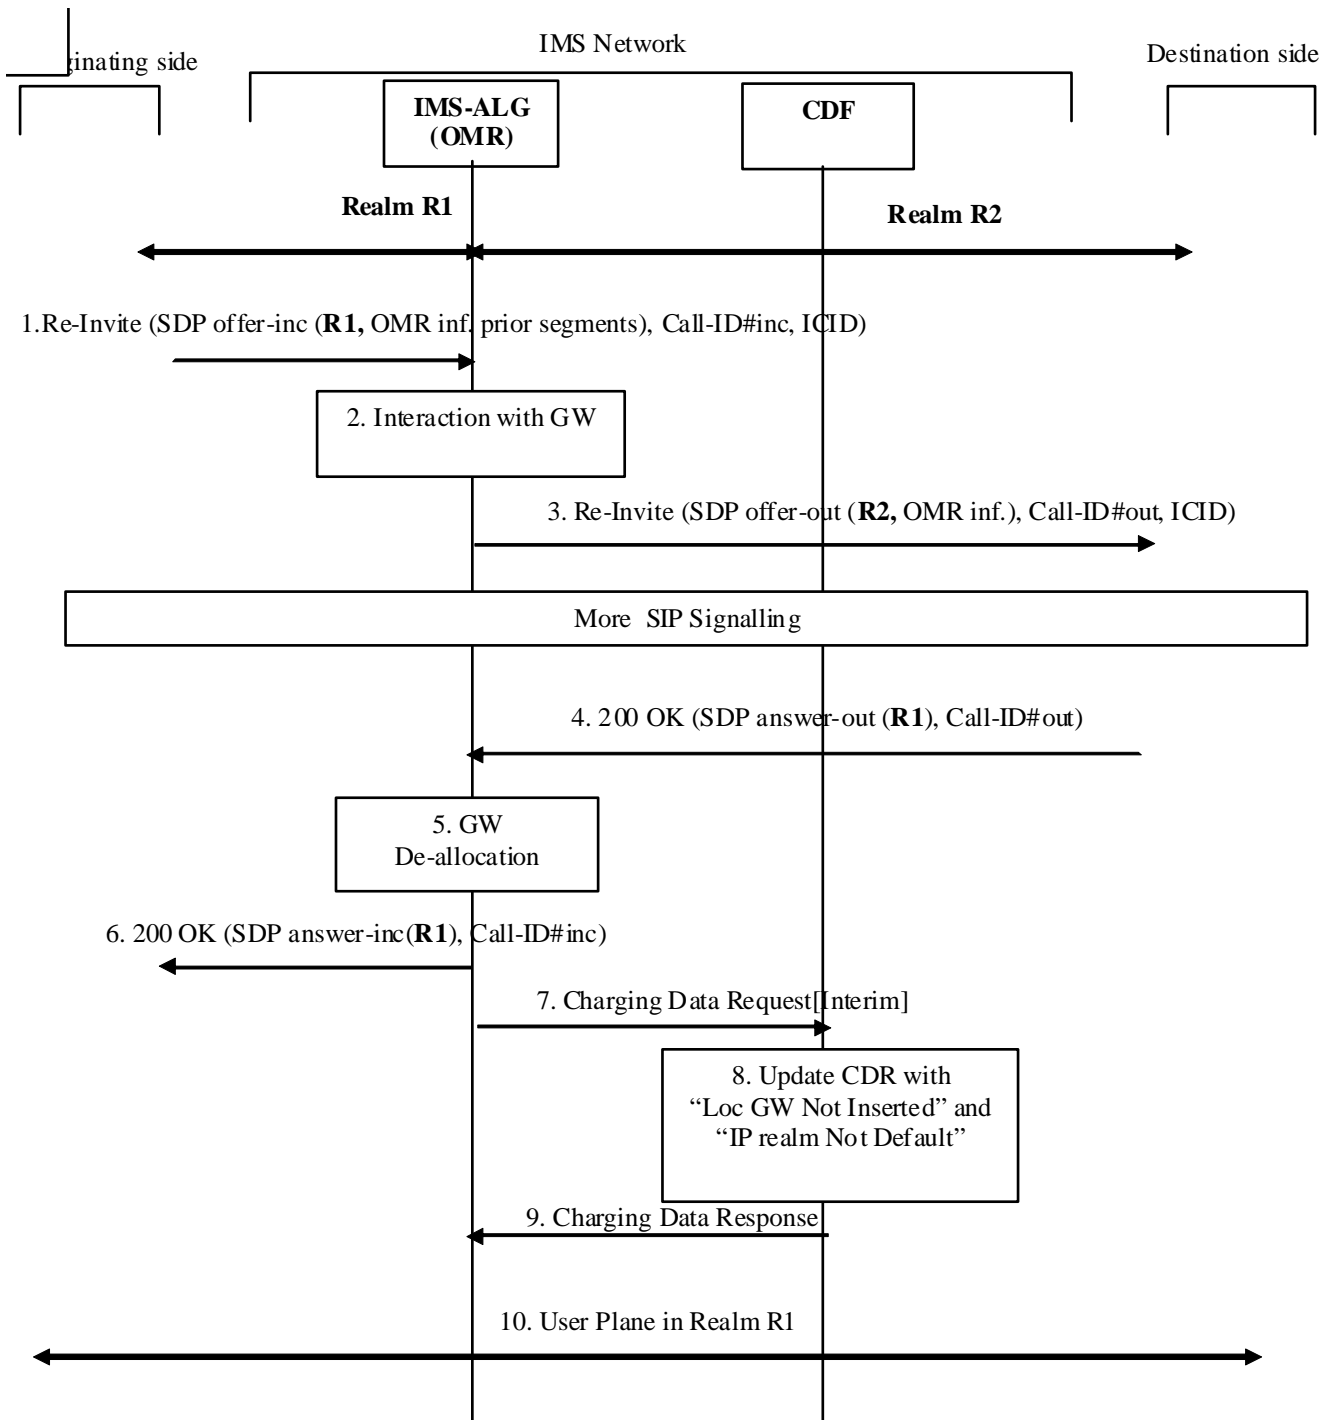 IMS Network
ginating side
Destination side
IMS-ALG
(OMR)
CDF
Realm R1
Realm R2
1.Re-Invite (SDP offer-inc (R1, OMR inf. prior segments), Call-ID#inc, ICID)
2. Interaction with GW
3. Re-Invite (SDP offer-out (R2, OMR inf.), Call-ID#out, ICID)
More SIP Signalling
4. 200 OK (SDP answer-out (R1), Call-ID#out)
5. GW
De-allocation
6. 200 OK (SDP answer-inc(R1), Call-ID#inc)
7. Charging Data Request[Interim]
8. Update CDR with
“Loc GW Not Inserted” and
“IP realm Not Default”
9. Charging Data Response
10. User Plane in Realm R1